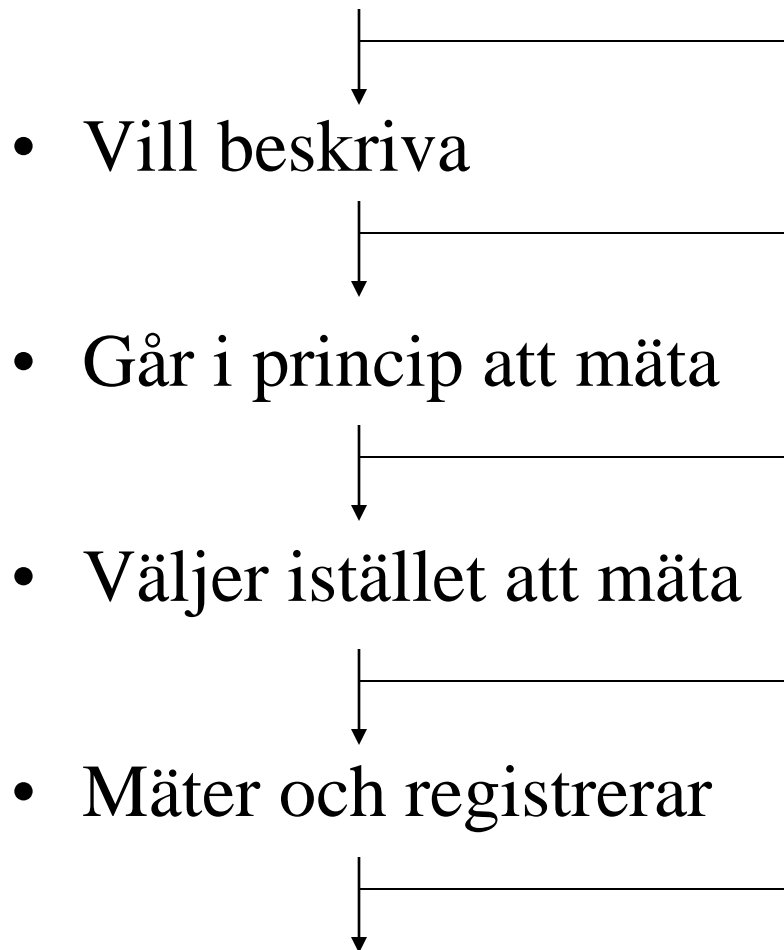 • Vill beskriva
• Går i princip att mäta
• Väljer istället att mäta
• Mäter och registrerar